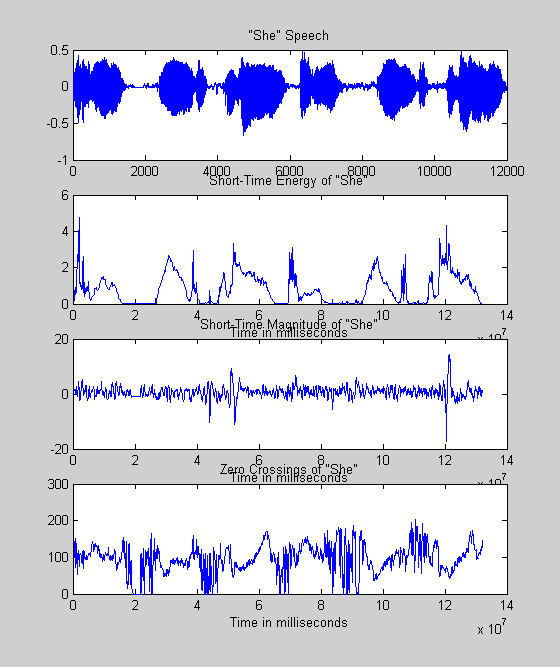 "She" Speech
0.5
0
-0.5
-1
0 2000 4000 6000 8000 10000 12000
Short-Time Energy of "She"
6
4
2
0
0 2 4 6 8 10 12 14
x 10^7
Time in milliseconds
Short-Time Magnitude of "She"
20
0
-20
0 2 4 6 8 10 12 14
x 10^7
Time in milliseconds
Zero Crossings of "She"
300
200
100
0
0 2 4 6 8 10 12 14
Time in milliseconds
x 10^7